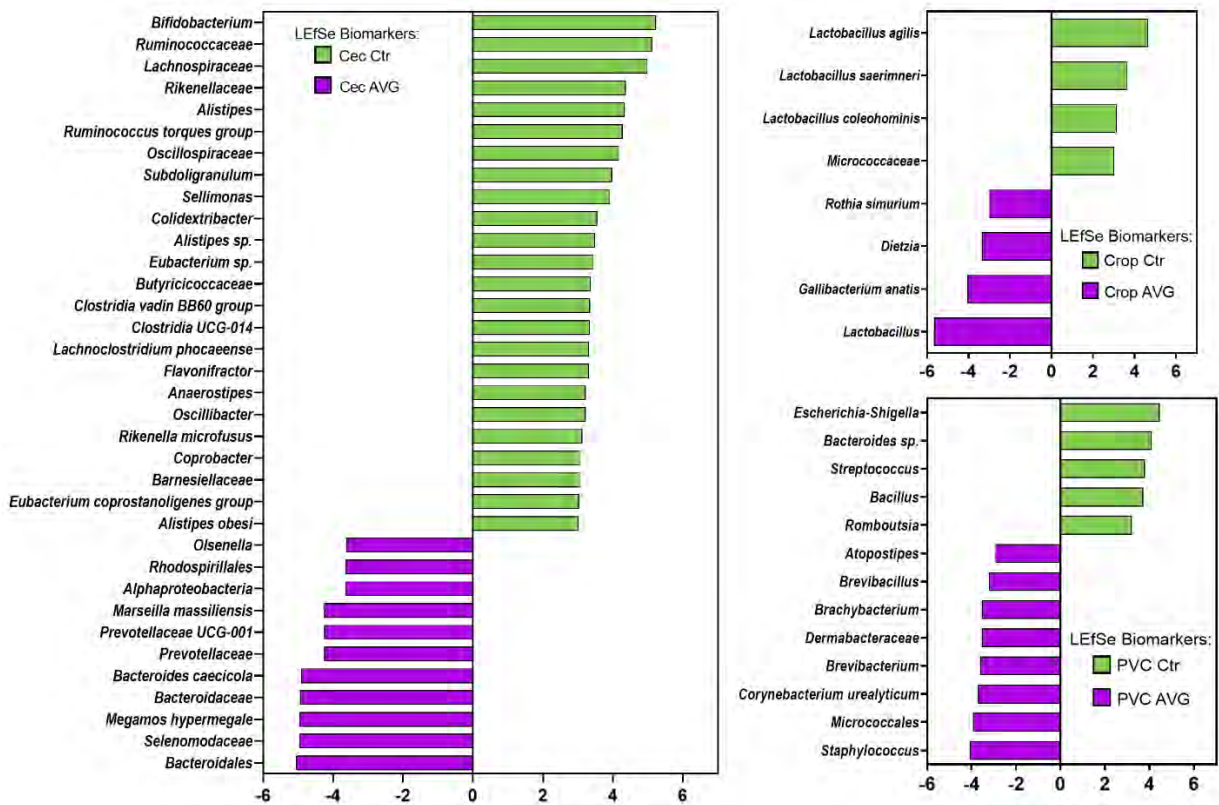 Bifidobacterium
Ruminococcaceae
Lachnospiraceae
Rikenellaceae
Alistipes
Ruminococcus torques group
Oscillospiraceae
Subdoligranulum
Sellimonas
Colidextribacter
Alistipes sp.
Eubacterium sp.
Butyricicoccaceae
Clostridia vadin BB60 group
Clostridia UCG-014
Lachnoclostridium phocaeense
Flavonifractor
Anaerostipes
Oscillibacter
Rikenella microfusus
Coprobacter
Barnesiellaceae
Eubacterium coprostanoligenes group
Alistipes obesi
Olsenella
Rhodospirillales
Alphaproteobacteria
Marseilla massiliensis
Prevotellaceae UCG-001
Prevotellaceae
Bacteroides caecicola
Bacteroidaceae
Megamos hypermegale
Selenomodaceae
Bacteroidales
-6 -4 -2 0 2 4 6
LEfSe Biomarkers:
Cec Ctr
Cec AVG
Lactobacillus agilis
Lactobacillus saerimneri
Lactobacillus coleohominis
Micrococcaceae
Rothia simurium
Dietzia
Gallibacterium anatis
Lactobacillus
-6 -4 -2 0 2 4 6
LEfSe Biomarkers:
Crop Ctr
Crop AVG
Escherichia-Shigella
Bacteroides sp.
Streptococcus
Bacillus
Romboutsia
Atopostipes
Brevibacillus
Brachybacterium
Dermabacteraceae
Brevibacterium
Corynebacterium urealyticum
Micrococcales
Staphylococcus
-6 -4 -2 0 2 4 6
LEfSe Biomarkers:
PVC Ctr
PVC AVG